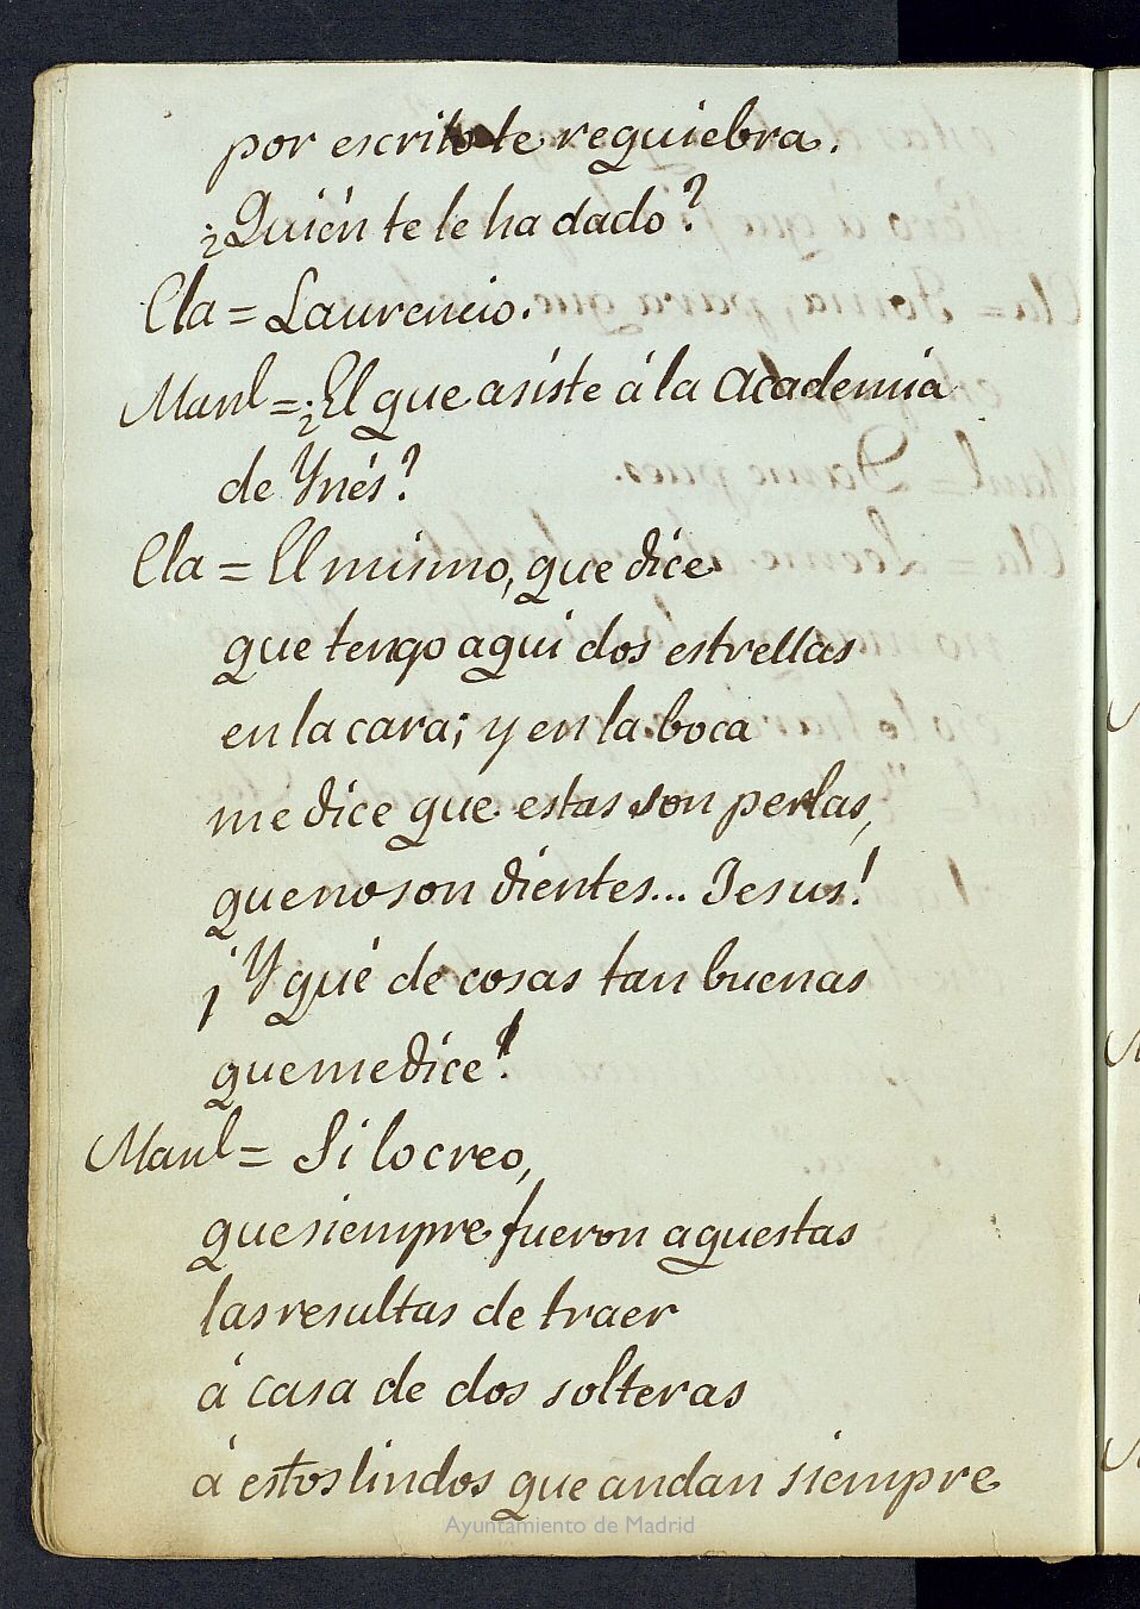 por escrito te requiebra.
¿Quién te le ha dado?
Cla = Laurencio.
Manl = ¿El que asiste á la Academia
de Ynés?
Cla = El mismo, que dice
que tengo aqui dos estrellas
en la cara; y en la boca
me dice que estas son perlas,
que no son dientes... Jesus!
¡Y qué de cosas tan buenas
que me dice!
Manl = Si lo creo,
que siempre fueron aquestas
las resultas de traer
á casa de dos solteras
á estos lindos que andan siempre
Ayuntamiento de Madrid